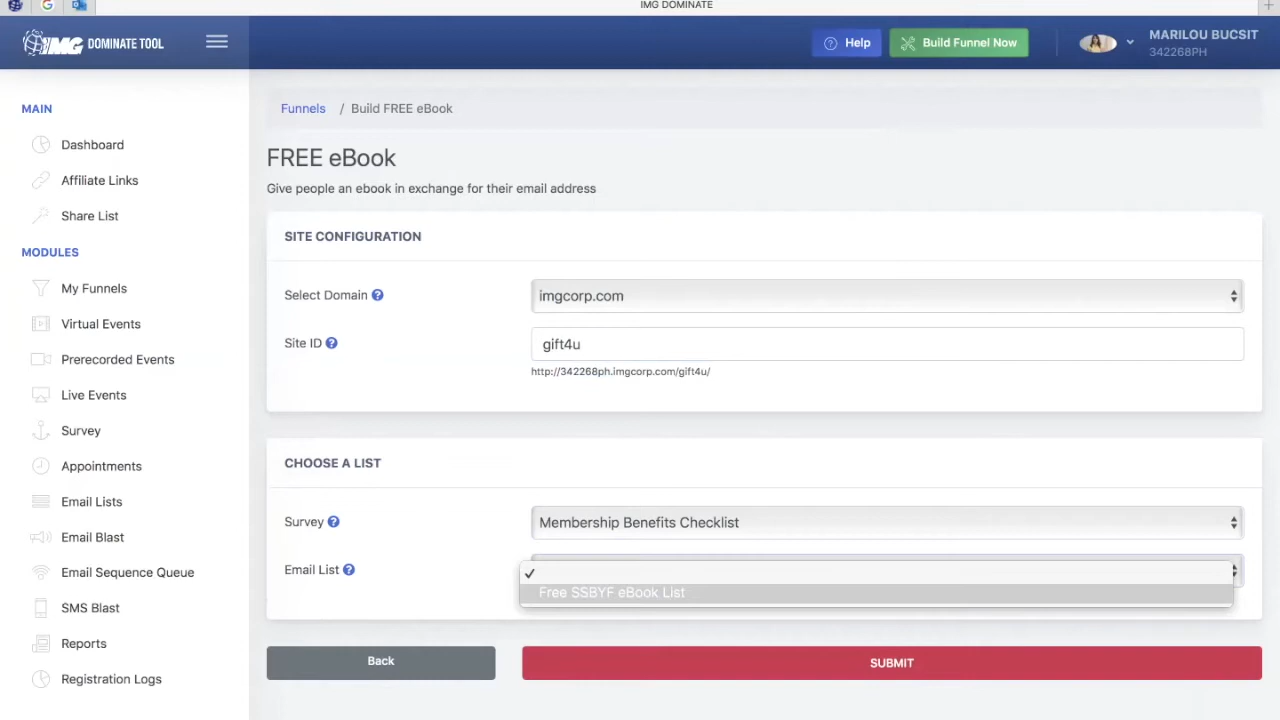 IMG DOMINATE
IMG DOMINATE TOOL
Help
Build Funnel Now
MARILOU BUCSIT
342268PH
MAIN
Dashboard
Affiliate Links
Share List
MODULES
My Funnels
Virtual Events
Prerecorded Events
Live Events
Survey
Appointments
Email Lists
Email Blast
Email Sequence Queue
SMS Blast
Reports
Registration Logs
Funnels / Build FREE eBook
FREE eBook
Give people an ebook in exchange for their email address
SITE CONFIGURATION
Select Domain ?
imgcorp.com
Site ID ?
gift4u
http://342268ph.imgcorp.com/gift4u/
CHOOSE A LIST
Survey ?
Membership Benefits Checklist
Email List ?
Free SSBYF eBook List
Back
SUBMIT